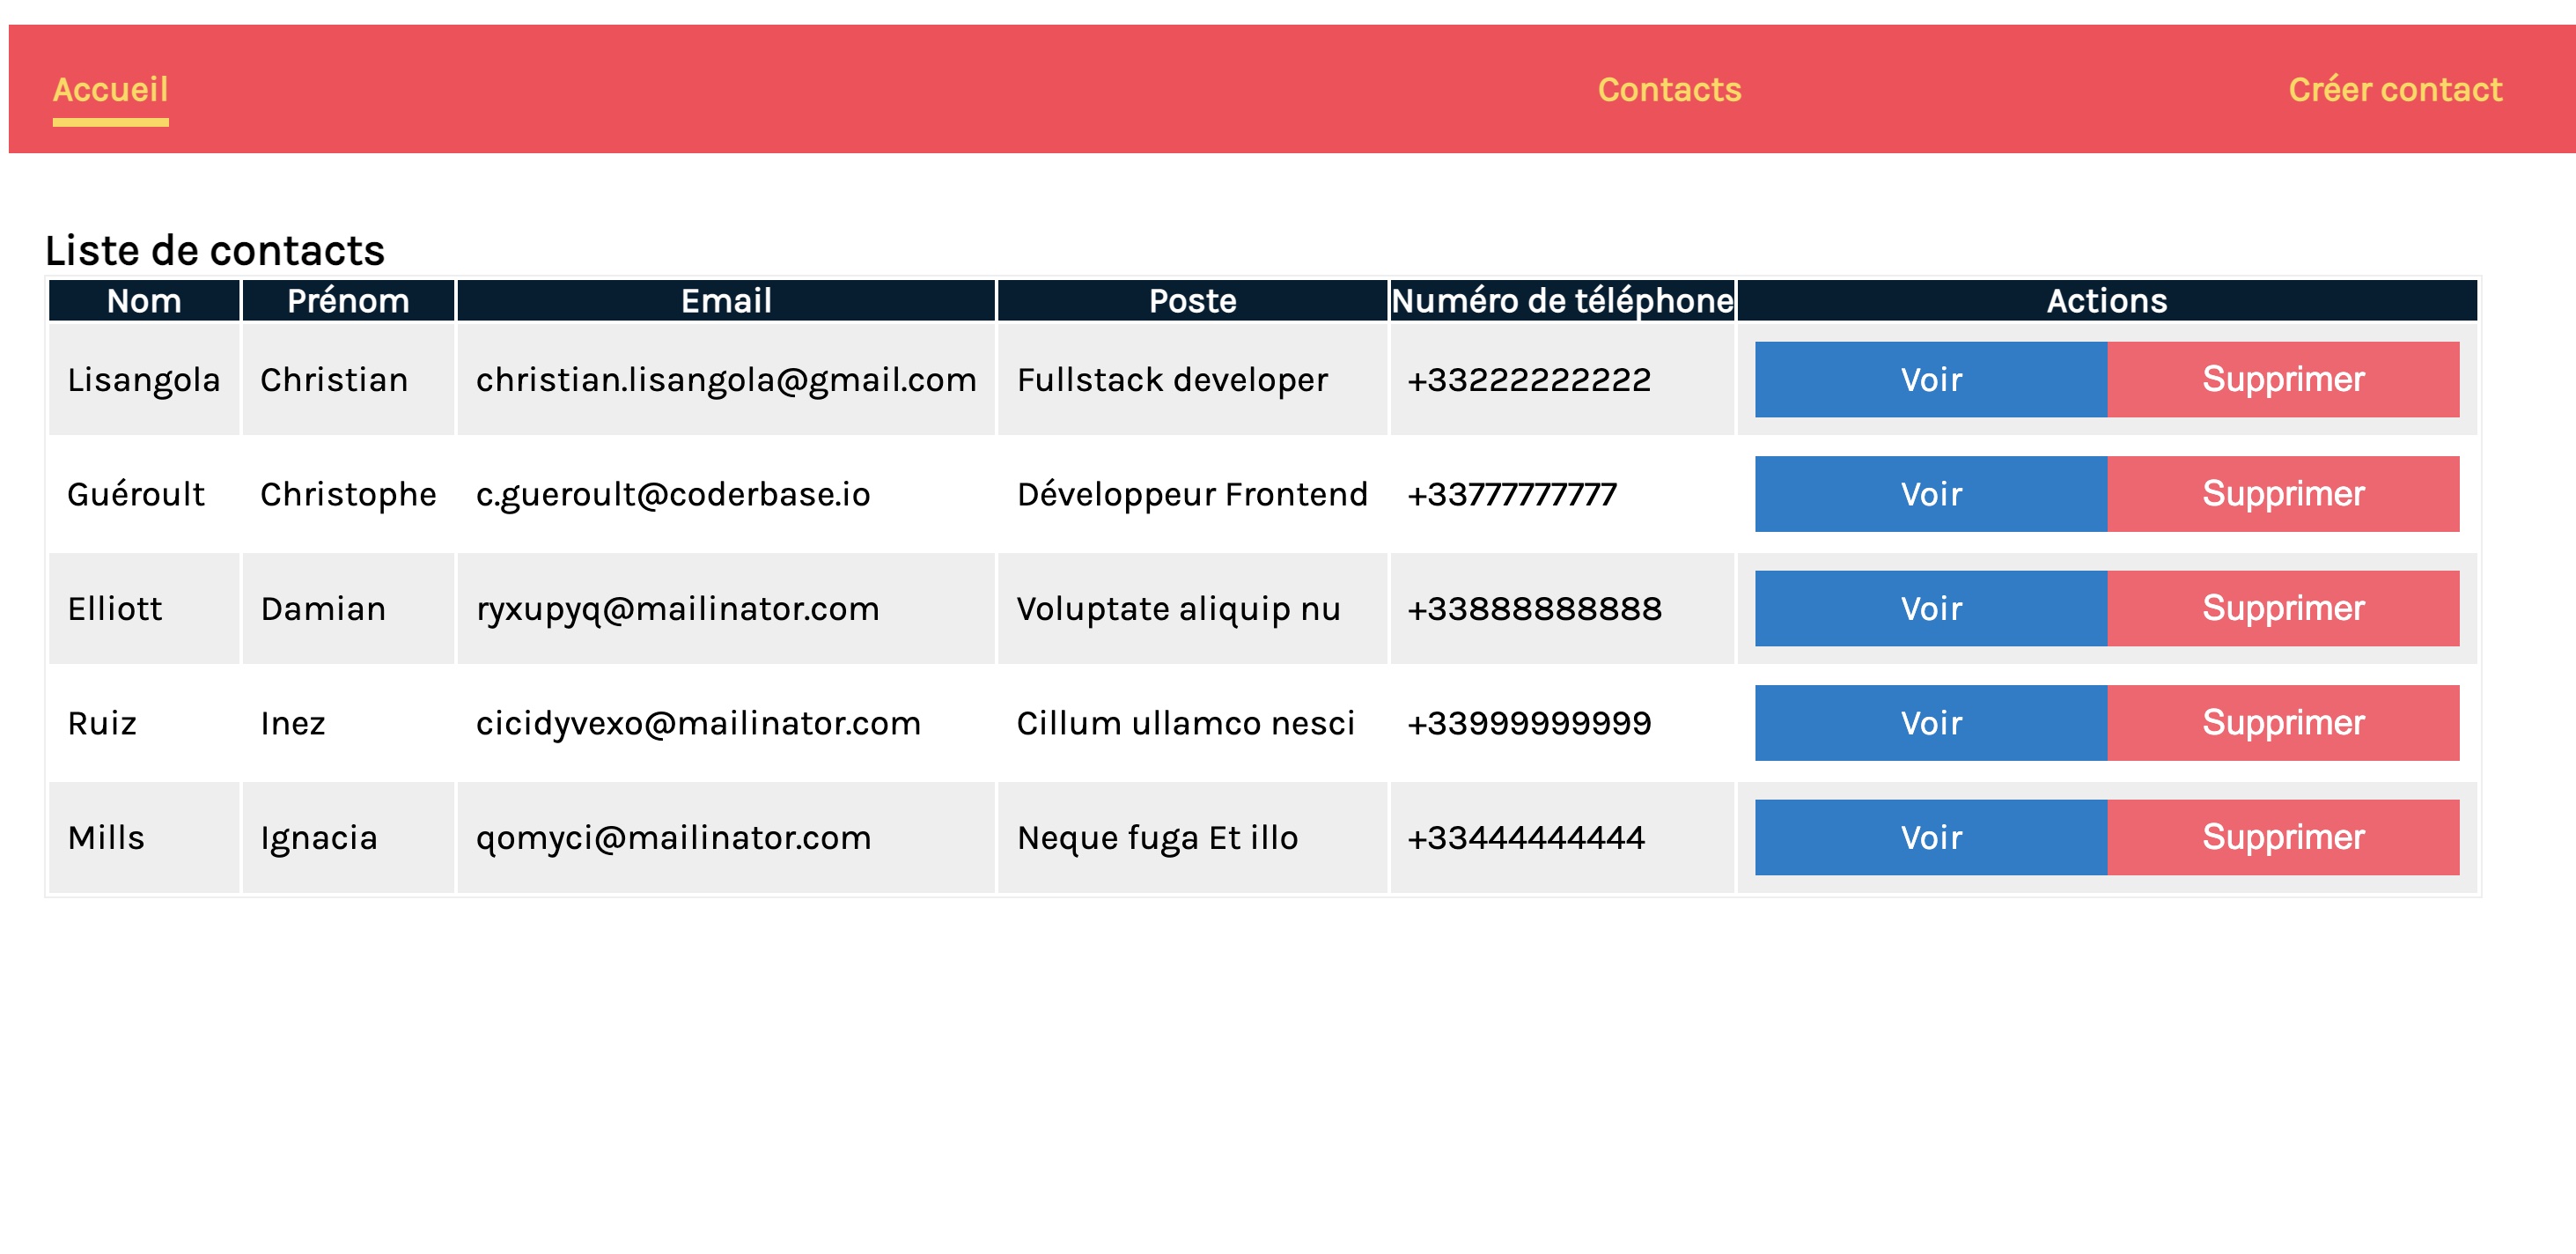 Accueil Contacts Créer contact
Liste de contacts
Nom Prénom Email Poste Numéro de téléphone Actions
Lisangola Christian christian.lisangola@gmail.com Fullstack developer +33222222222 Voir Supprimer
Guéroult Christophe c.gueroult@coderbase.io Développeur Frontend +33777777777 Voir Supprimer
Elliott Damian ryxupyq@mailinator.com Voluptate aliquip nu +33888888888 Voir Supprimer
Ruiz Inez cicidyvexo@mailinator.com Cillum ullamco nesci +33999999999 Voir Supprimer
Mills Ignacia qomyci@mailinator.com Neque fuga Et illo +33444444444 Voir Supprimer